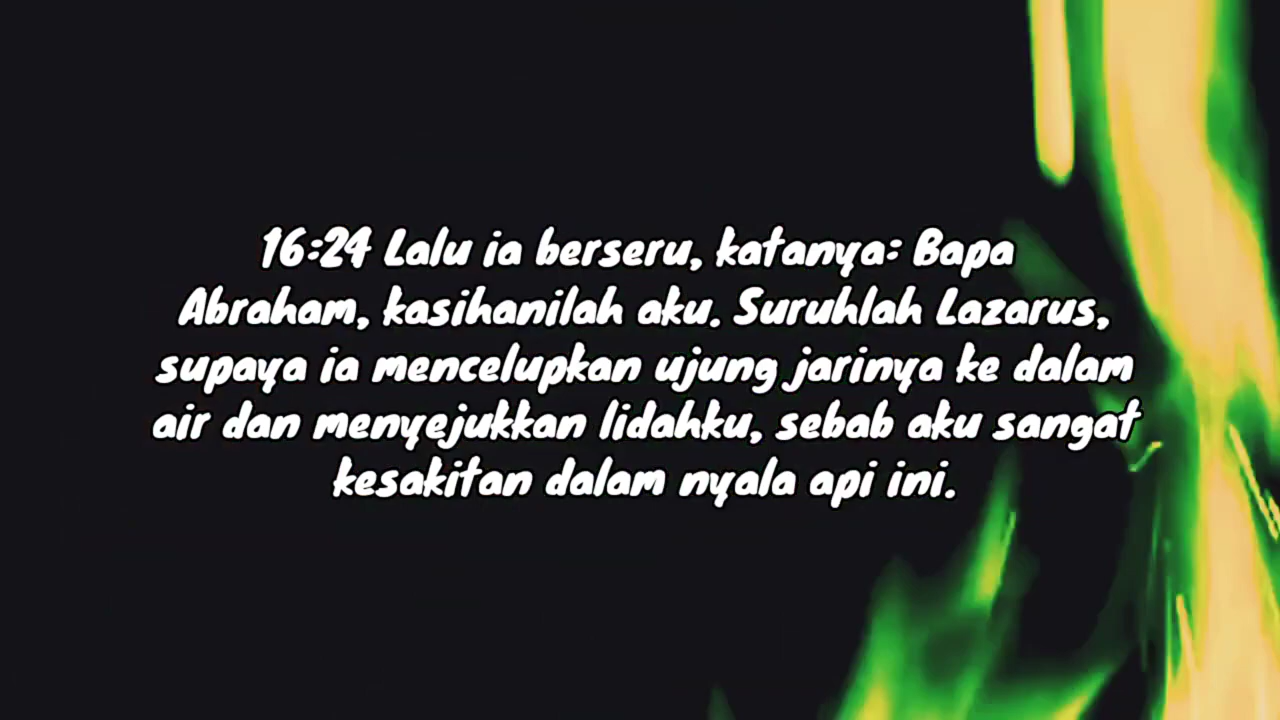 16:24 Lalu ia berseru, katanya: Bapa
Abraham, kasihanilah aku. Suruhlah Lazarus,
supaya ia mencelupkan ujung jarinya ke dalam
air dan menyejukkan lidahku, sebab aku sangat
kesakitan dalam nyala api ini.